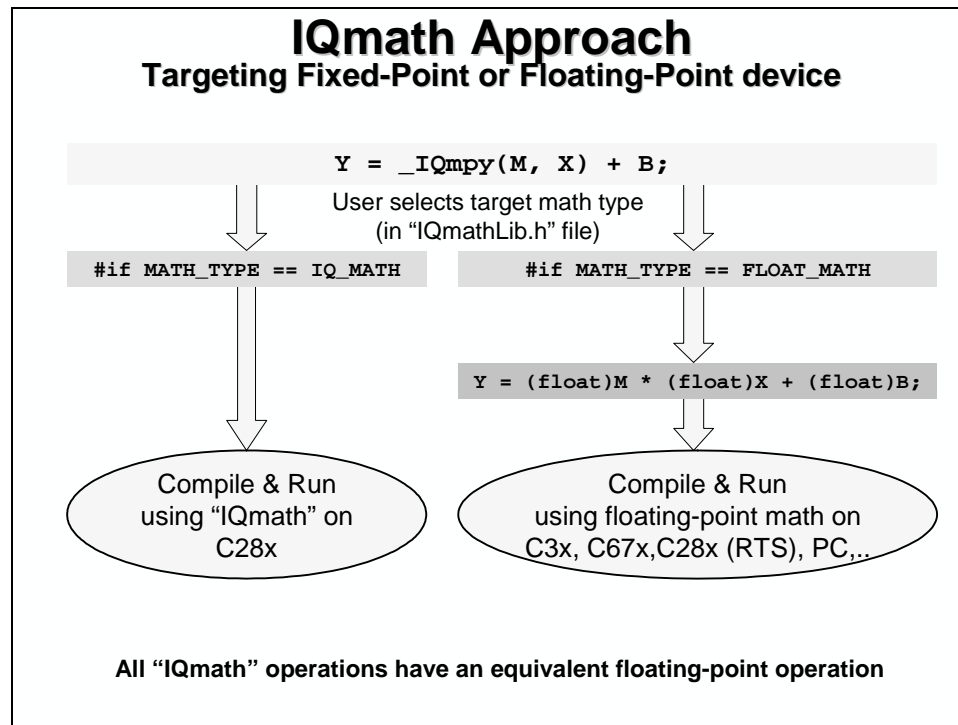 IQmath Approach
Targeting Fixed-Point or Floating-Point device
Y = _IQmpy(M, X) + B;
User selects target math type
(in “IQmathLib.h” file)
#if MATH_TYPE == IQ_MATH
#if MATH_TYPE == FLOAT_MATH
Y = (float)M * (float)X + (float)B;
Compile & Run
using “IQmath” on
C28x
Compile & Run
using floating-point math on
C3x, C67x,C28x (RTS), PC,..
All “IQmath” operations have an equivalent floating-point operation